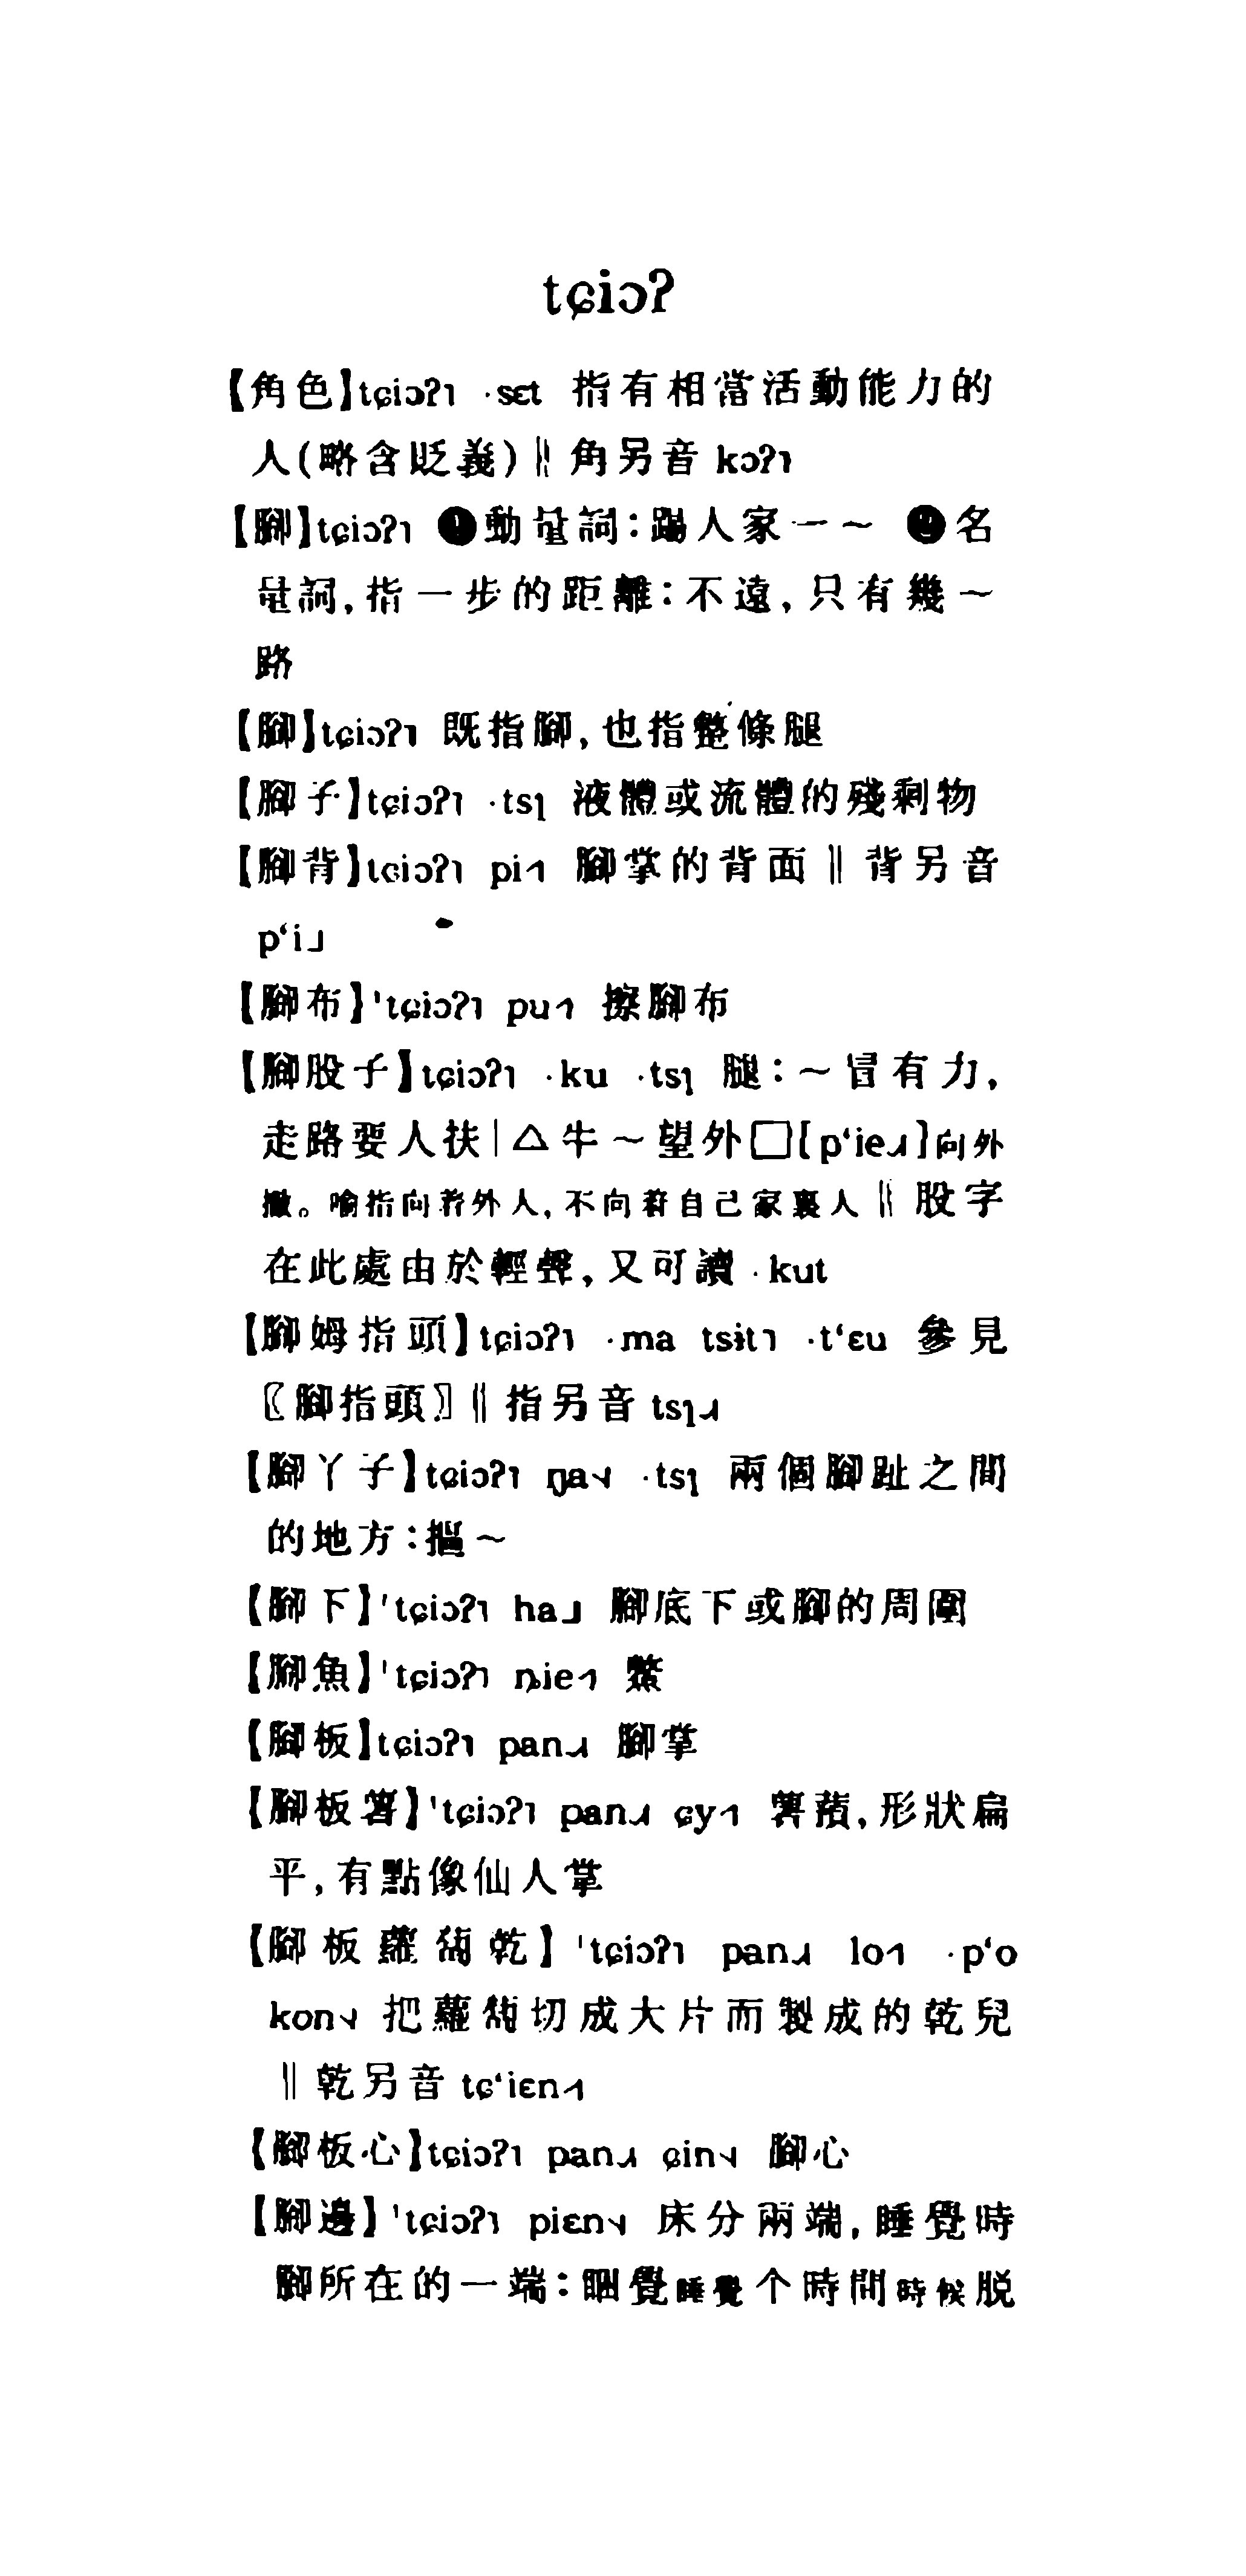 tɕiɔʔ
【角色】tɕiɔʔ˥ ·sɛt 指有相當活動能力的
人(略含貶義)‖角另音 kɔʔ˥
【腳】tɕiɔʔ˥ ❶動量詞:踢人家一～ ❷名
量詞,指一步的距離:不遠,只有幾～
路
【腳】tɕiɔʔ˥ 既指腳,也指整條腿
【腳子】tɕiɔʔ˥ ·tsɿ 液體或流體的殘剩物
【腳背】tɕiɔʔ˥ pi˧˥ 腳掌的背面‖背另音
pʻi˩
【腳布】ˈtɕiɔʔ˥ pu˧˥ 擦腳布
【腳股子】tɕiɔʔ˥ ·ku ·tsɿ 腿:～冒有力,
走路要人扶|△牛～望外□[pʻie˨˩˧]向外
撇。喻指向着外人,不向着自己家裏人‖股字
在此處由於輕聲,又可讀 ·kut
【腳姆指頭】tɕiɔʔ˥ ·ma tsɨt˥ ·tʻɛu 參見
〖腳指頭〗‖指另音 tsɿ˨˩˧
【腳丫子】tɕiɔʔ˥ ŋa˦˨ ·tsɿ 兩個腳趾之間
的地方:摳～
【腳下】ˈtɕiɔʔ˥ ha˩ 腳底下或腳的周圍
【腳魚】ˈtɕiɔʔ˥ ȵie˧˥ 鱉
【腳板】tɕiɔʔ˥ pan˨˩˧ 腳掌
【腳板薯】ˈtɕiɔʔ˥ pan˨˩˧ ɕy˧˥ 薯蕷,形狀扁
平,有點像仙人掌
【腳板蘿蔔乾】ˈtɕiɔʔ˥ pan˨˩˧ lo˧˥ ·pʻo
kon˦˨ 把蘿蔔切成大片而製成的乾兒
‖乾另音 tɕʻiɛn˧˥
【腳板心】tɕiɔʔ˥ pan˨˩˧ ɕin˦˨ 腳心
【腳邊】ˈtɕiɔʔ˥ piɛn˦˨ 床分兩端,睡覺時
腳所在的一端:睏覺睡覺个時間時候脱